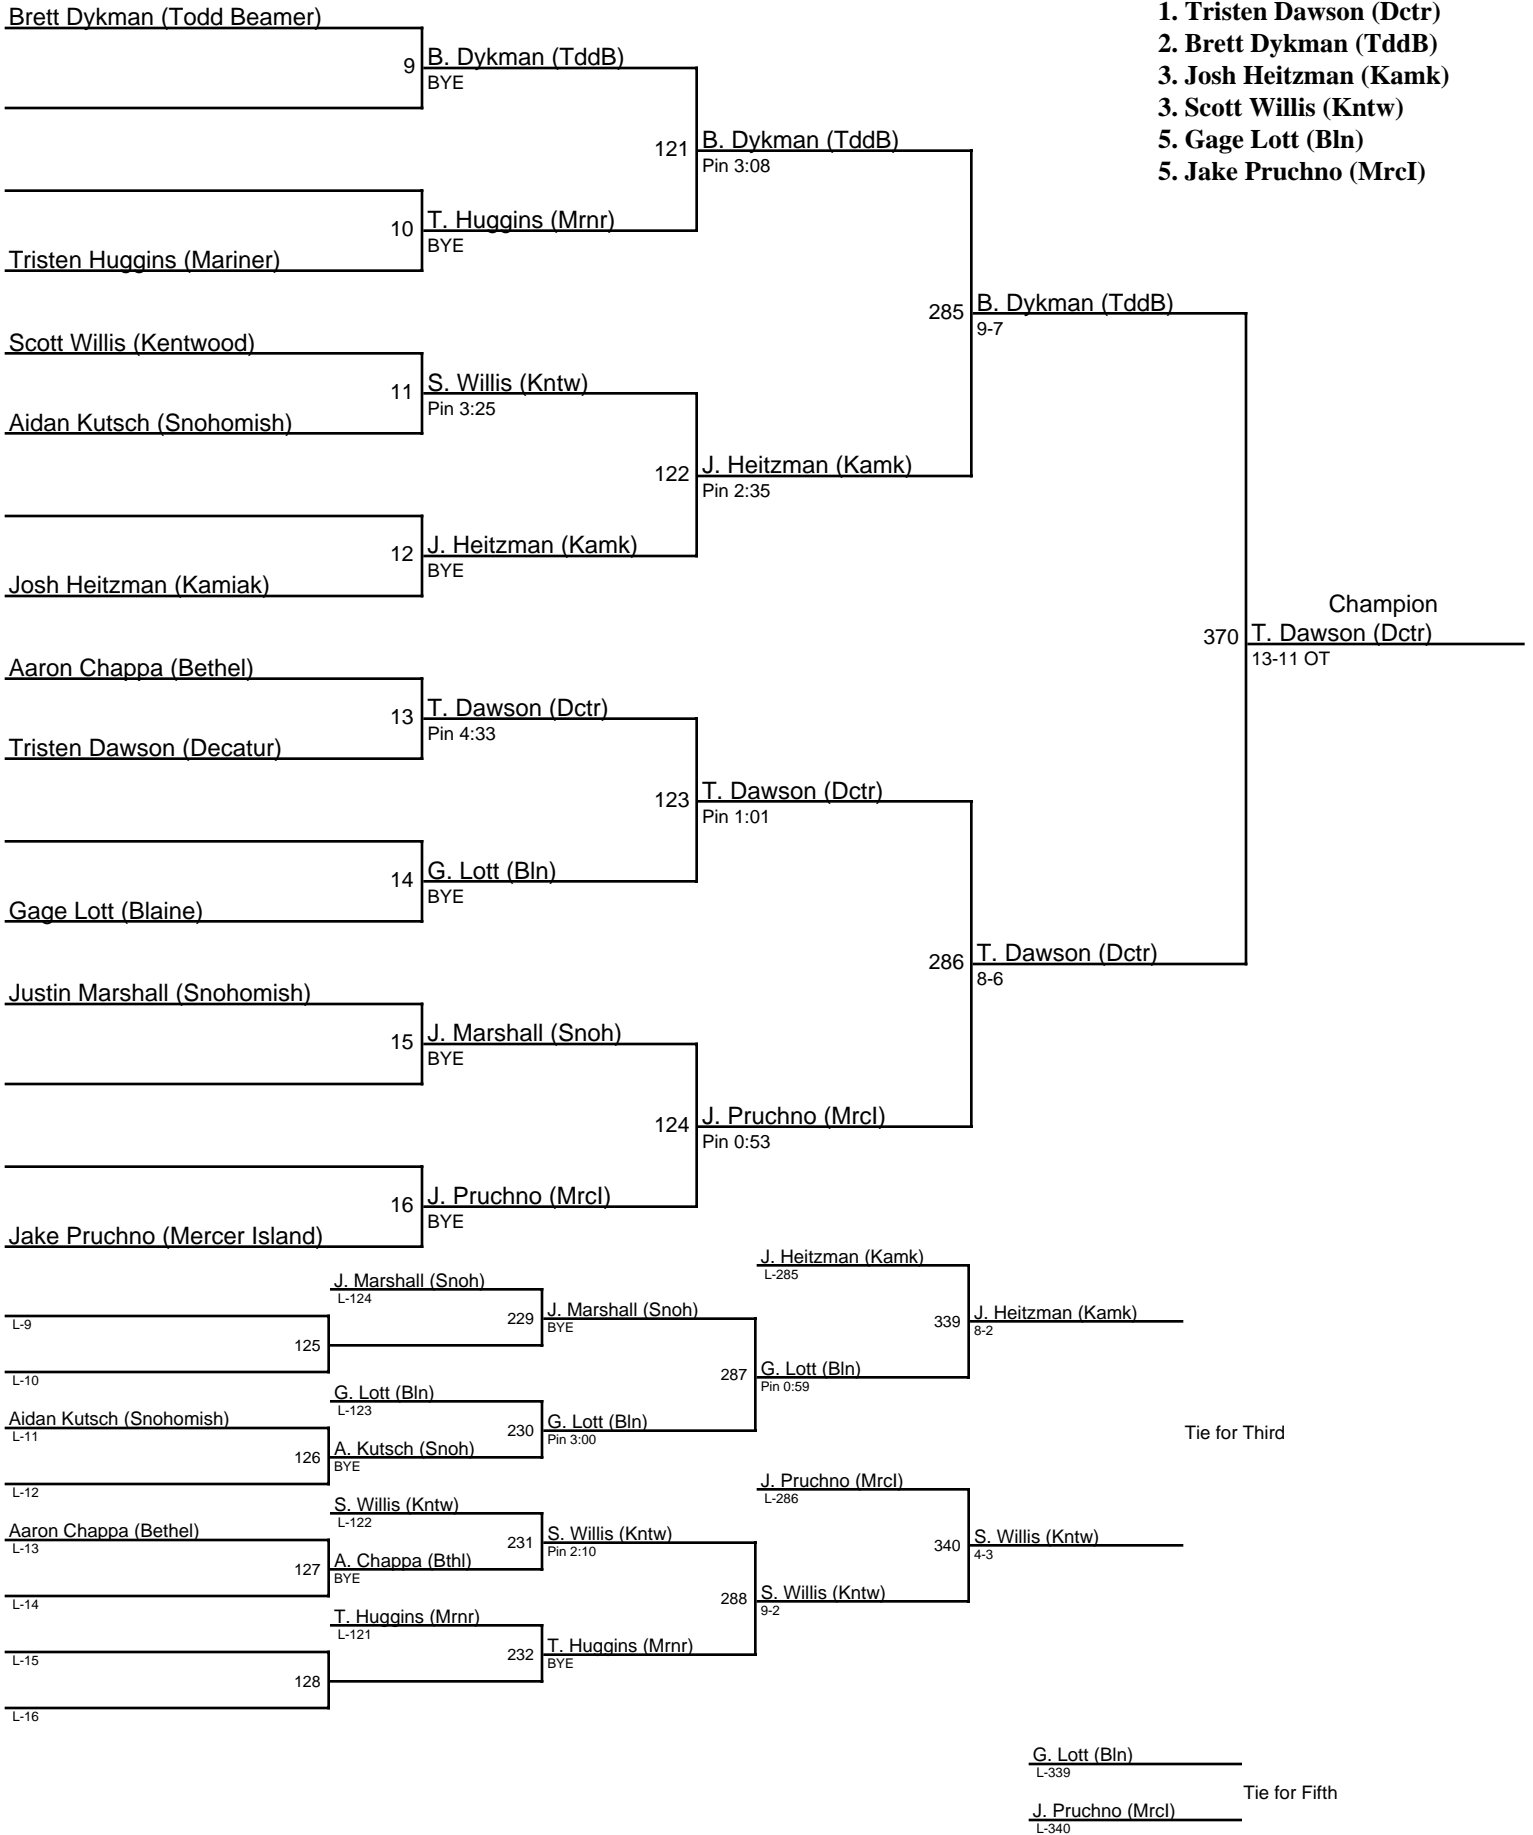 1. Tristen Dawson (Dctr)
2. Brett Dykman (TddB)
3. Josh Heitzman (Kamk)
3. Scott Willis (Kntw)
5. Gage Lott (Bln)
5. Jake Pruchno (MrcI)
Brett Dykman (Todd Beamer)
9
B. Dykman (TddB)
BYE
121
B. Dykman (TddB)
Pin 3:08
10
T. Huggins (Mrnr)
BYE
Tristen Huggins (Mariner)
285
B. Dykman (TddB)
9-7
Scott Willis (Kentwood)
11
S. Willis (Kntw)
Pin 3:25
Aidan Kutsch (Snohomish)
122
J. Heitzman (Kamk)
Pin 2:35
12
J. Heitzman (Kamk)
BYE
Josh Heitzman (Kamiak)
Champion
370
T. Dawson (Dctr)
13-11 OT
Aaron Chappa (Bethel)
13
T. Dawson (Dctr)
Pin 4:33
Tristen Dawson (Decatur)
123
T. Dawson (Dctr)
Pin 1:01
14
G. Lott (Bln)
BYE
Gage Lott (Blaine)
286
T. Dawson (Dctr)
8-6
Justin Marshall (Snohomish)
15
J. Marshall (Snoh)
BYE
124
J. Pruchno (MrcI)
Pin 0:53
16
J. Pruchno (MrcI)
BYE
Jake Pruchno (Mercer Island)
J. Heitzman (Kamk)
L-285
J. Marshall (Snoh)
L-124
229
J. Marshall (Snoh)
BYE
L-9
125
L-10
339
J. Heitzman (Kamk)
8-2
287
G. Lott (Bln)
Pin 0:59
G. Lott (Bln)
L-123
230
G. Lott (Bln)
Pin 3:00
Aidan Kutsch (Snohomish)
L-11
126
A. Kutsch (Snoh)
BYE
L-12
Tie for Third
J. Pruchno (MrcI)
L-286
S. Willis (Kntw)
L-122
231
S. Willis (Kntw)
Pin 2:10
Aaron Chappa (Bethel)
L-13
127
A. Chappa (Bthl)
BYE
L-14
340
S. Willis (Kntw)
4-3
288
S. Willis (Kntw)
9-2
T. Huggins (Mrnr)
L-121
232
T. Huggins (Mrnr)
BYE
L-15
128
L-16
G. Lott (Bln)
L-339
Tie for Fifth
J. Pruchno (MrcI)
L-340